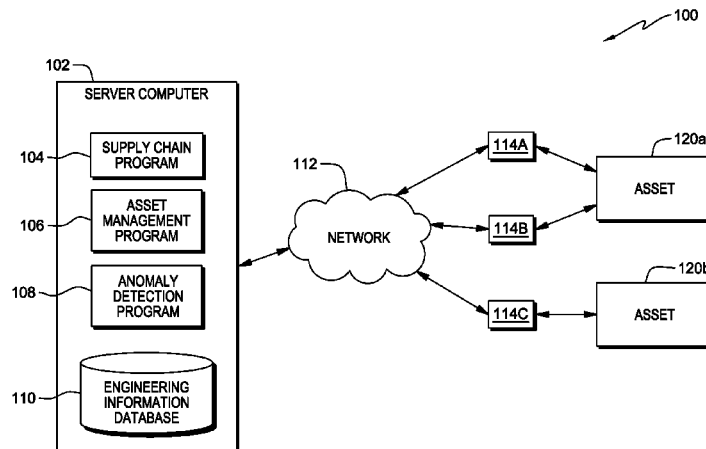 100
102
SERVER COMPUTER
104
SUPPLY CHAIN
PROGRAM
106
ASSET
MANAGEMENT
PROGRAM
108
ANOMALY
DETECTION
PROGRAM
110
ENGINEERING
INFORMATION
DATABASE
112
NETWORK
114A
114B
114C
120a
ASSET
120b
ASSET